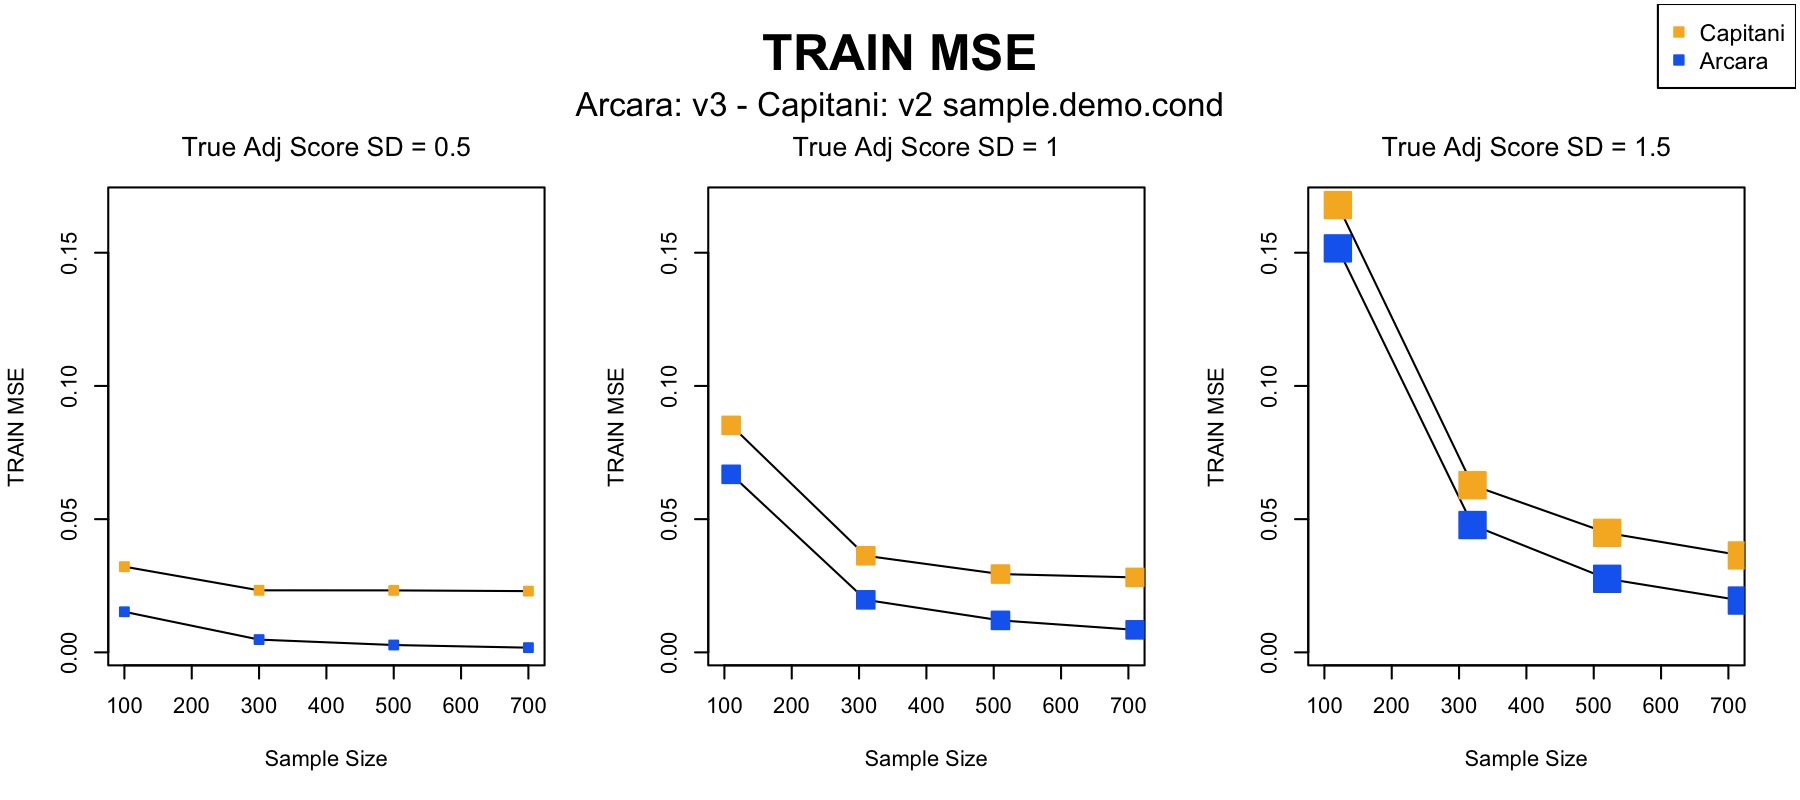 TRAIN MSE
Arcara: v3 - Capitani: v2 sample.demo.cond
Capitani
Arcara
True Adj Score SD = 0.5
TRAIN MSE
0.00 0.05 0.10 0.15
100 200 300 400 500 600 700
Sample Size
True Adj Score SD = 1
TRAIN MSE
0.00 0.05 0.10 0.15
100 200 300 400 500 600 700
Sample Size
True Adj Score SD = 1.5
TRAIN MSE
0.00 0.05 0.10 0.15
100 200 300 400 500 600 700
Sample Size